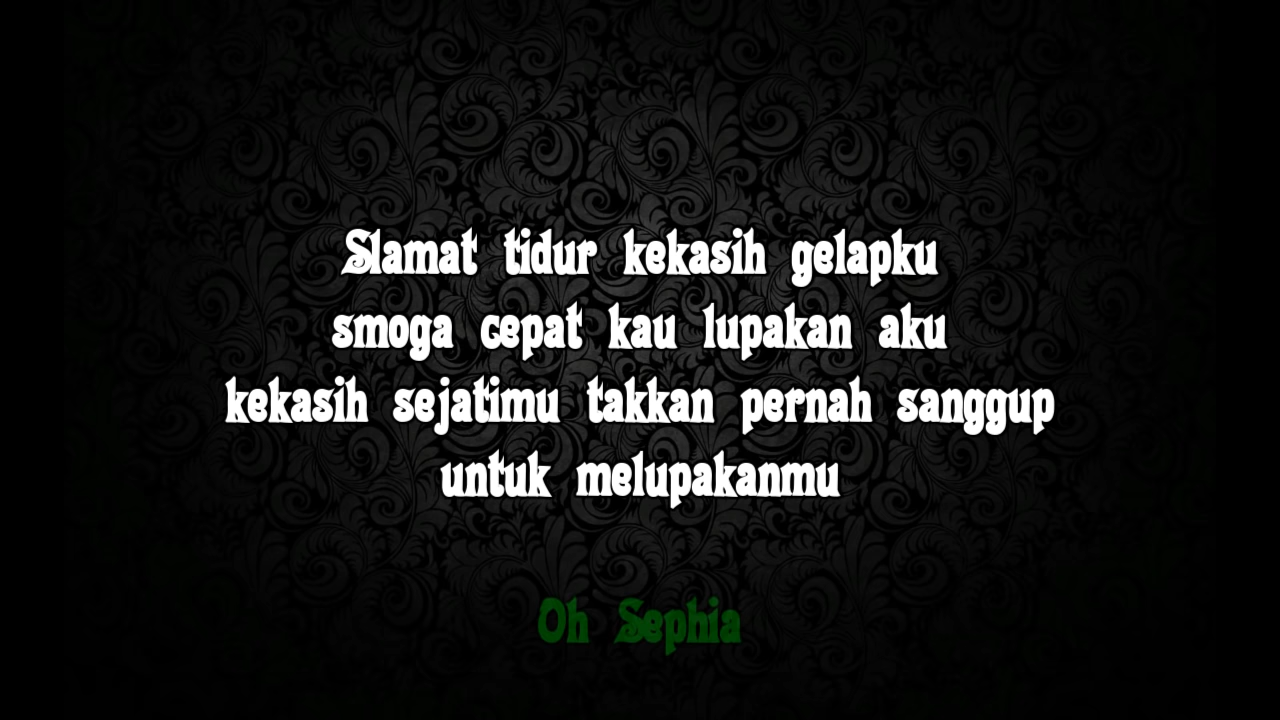 Slamat tidur kekasih gelapku
smoga cepat kau lupakan aku
kekasih sejatimu takkan pernah sanggup
untuk melupakanmu
Oh Sephia